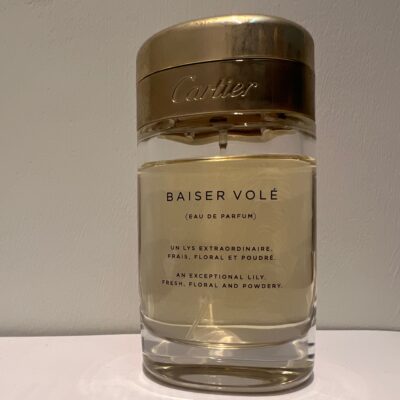 Cartier
BAISER VOLÉ
(EAU DE PARFUM)
UN LYS EXTRAORDINAIRE,
FRAIS, FLORAL ET POUDRÉ.
AN EXCEPTIONAL LILY.
FRESH, FLORAL AND POWDERY.